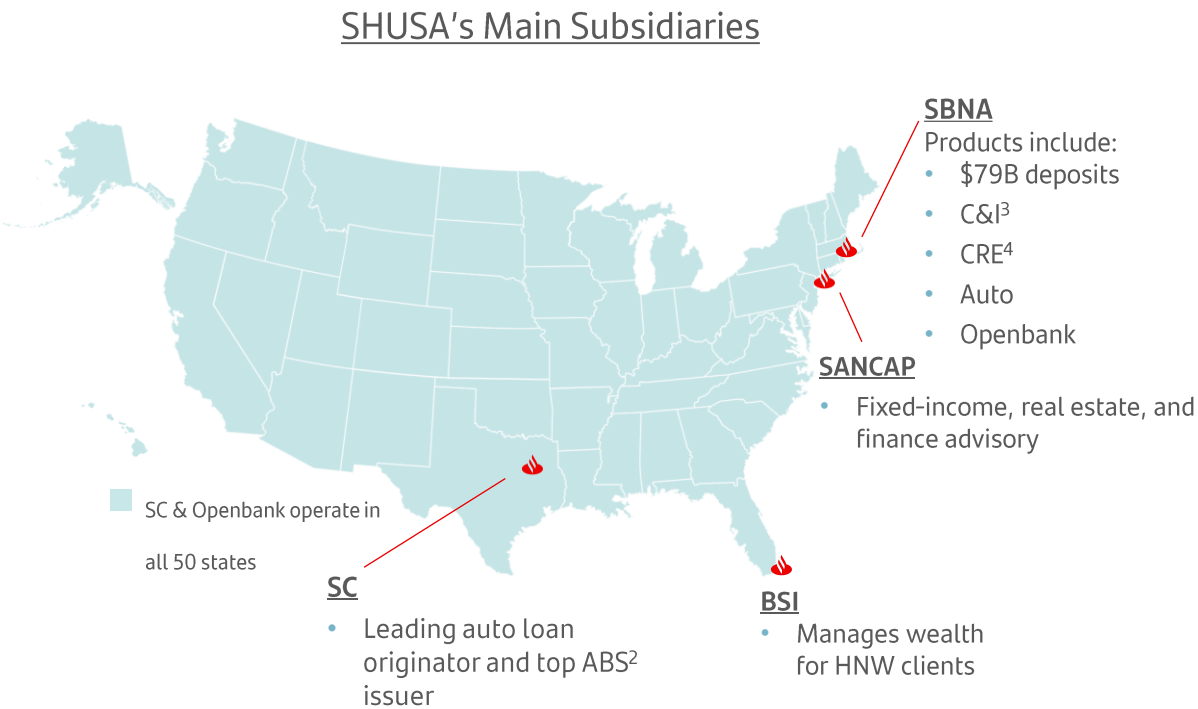 SHUSA's Main Subsidiaries
SBNA
Products include:
• $79B deposits
• C&I³
• CRE⁴
• Auto
• Openbank
SANCAP
• Fixed-income, real estate, and
finance advisory
SC & Openbank operate in
all 50 states
SC
• Leading auto loan
originator and top ABS²
issuer
BSI
• Manages wealth
for HNW clients